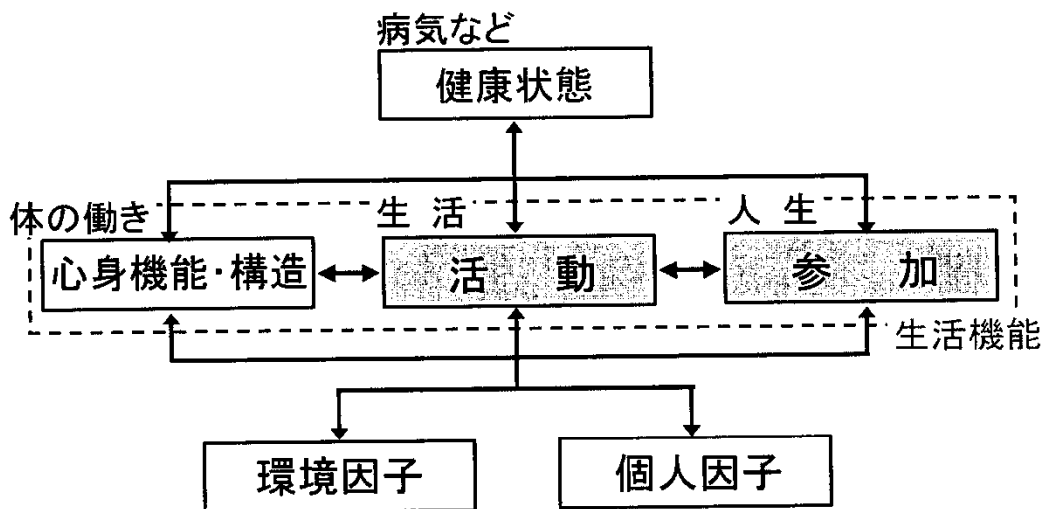 病気など
健康状態
体の働き
生活
人生
心身機能・構造
活動
参加
生活機能
環境因子
個人因子